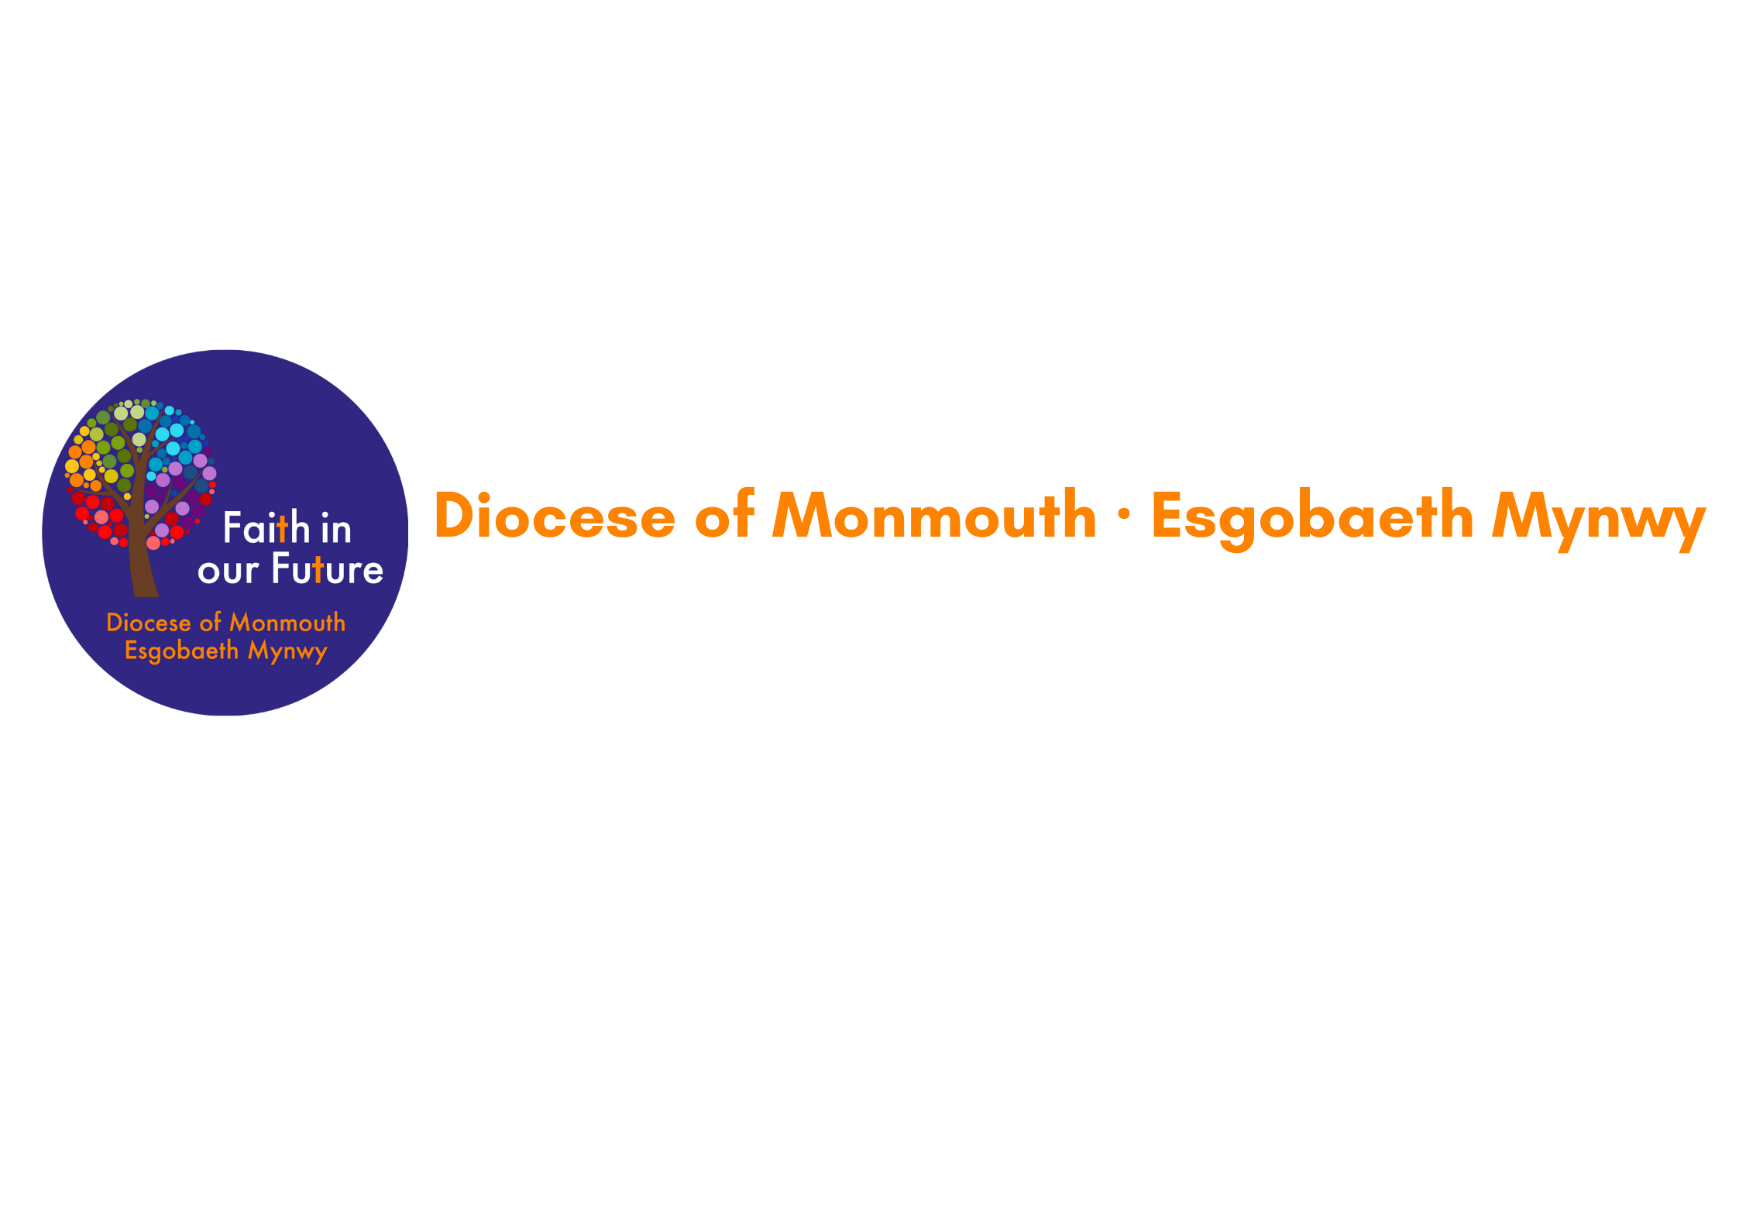 Faith in
our Future
Diocese of Monmouth
Esgobaeth Mynwy
Diocese of Monmouth · Esgobaeth Mynwy